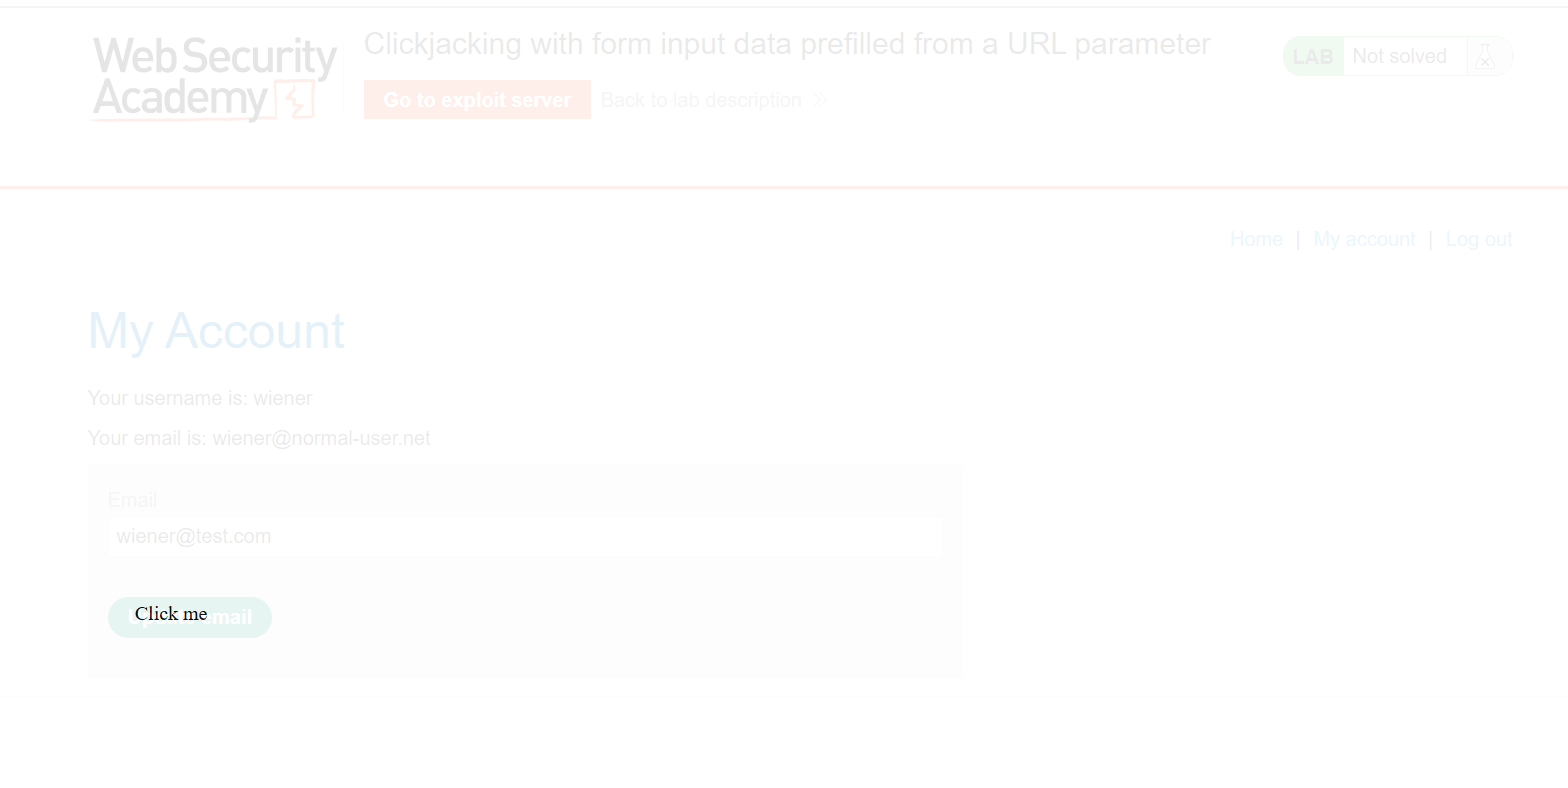 Web Security
Academy
Clickjacking with form input data prefilled from a URL parameter
Go to exploit server
Back to lab description
LAB
Not solved
Home | My account | Log out
My Account
Your username is: wiener
Your email is: wiener@normal-user.net
Email
wiener@test.com
Click me